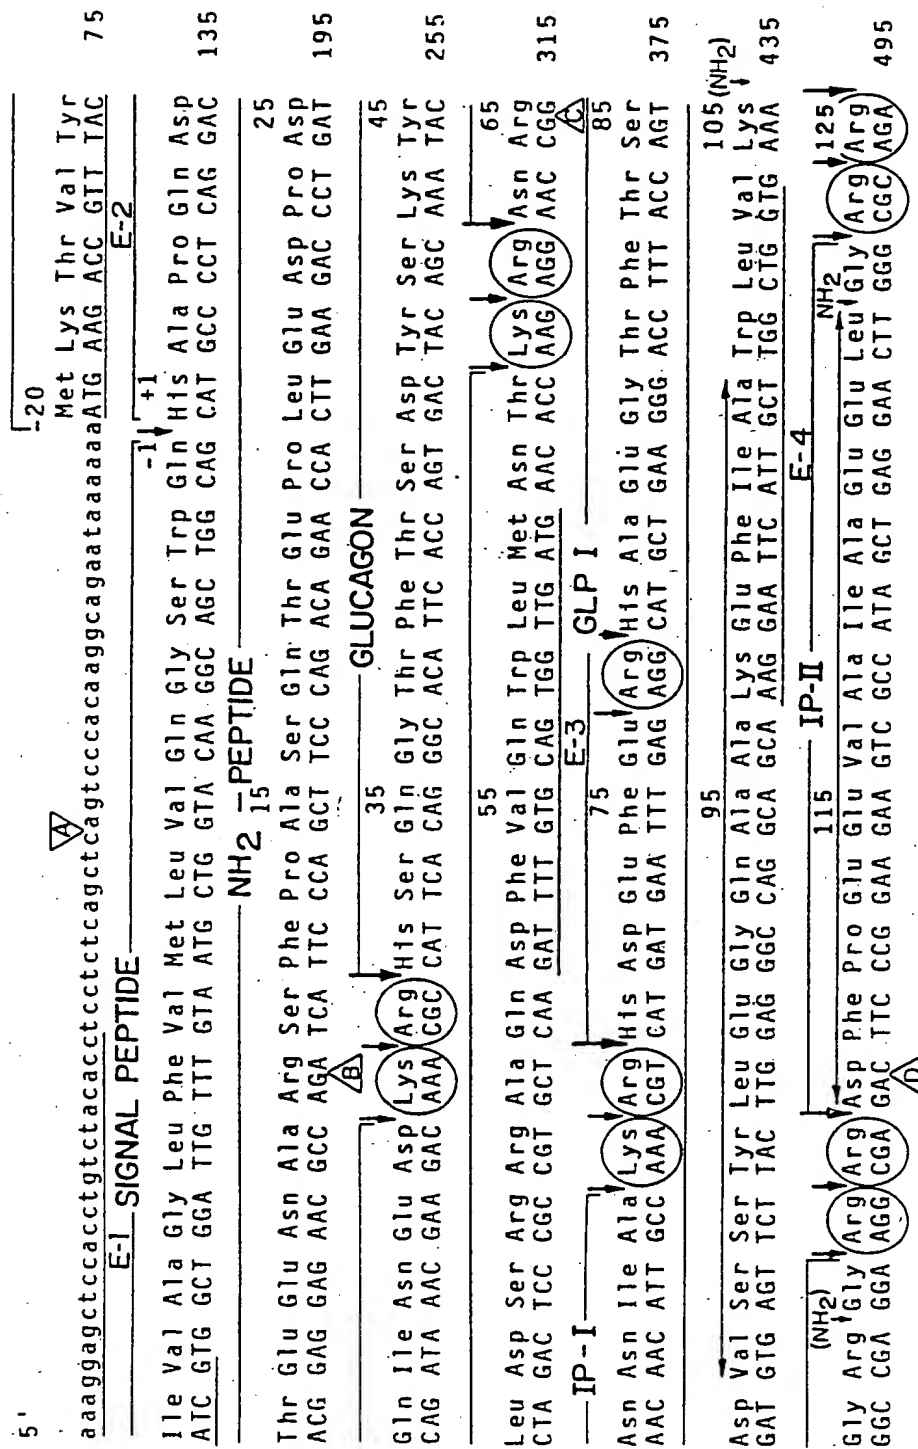 5'
-20
A
Met Lys Thr Val Tyr
aaaggagctccacctgtctacacctcctctcagctcagtcccacaaggcagaataaaaaaATG AAG ACC GTT TAC 75
E-1 SIGNAL PEPTIDE E-2
-1 +1
Ile Val Ala Gly Leu Phe Val Met Leu Val Gln Gly Ser Trp Gln His Ala Pro Gln Asp
ATC GTG GCT GGA TTG TTT GTA ATG CTG GTA CAA GGC AGC TGG CAG CAT GCC CCT CAG GAC 135
NH2-PEPTIDE
15 25
Thr Glu Glu Asn Ala Arg Ser Phe Pro Ala Ser Gln Thr Glu Pro Leu Glu Asp Pro Asp
ACG GAG GAG AAC GCC AGA TCA TTC CCA GCT TCC CAG ACA GAA CCA CTT GAA GAC CCT GAT 195
B
GLUCAGON
35 45
Gln Ile Asn Glu Asp Lys Arg His Ser Gln Gly Thr Phe Thr Ser Asp Tyr Ser Lys Tyr
CAG ATA AAC GAA GAC AAA CGC CAT TCA CAG GGC ACA TTC ACC AGT GAC TAC AGC AAA TAC 255
55 65
Leu Asp Ser Arg Arg Ala Gln Asp Phe Val Gln Trp Leu Met Asn Thr Lys Arg Asn Arg
CTA GAC TCC CGC CGT GCT CAA GAT TTT GTG CAG TGG TTG ATG AAC ACC AAG AGG AAC CGG 315
C
IP-I E-3 GLP I
75 85
Asn Asn Ile Ala Lys Arg His Asp Glu Phe Glu Arg His Ala Glu Gly Thr Phe Thr Ser
AAC AAC ATT GCC AAA CGT CAT GAT GAA TTT GAG AGG CAT GCT GAA GGG ACC TTT ACC AGT 375
95 105 (NH2)
Asp Val Ser Ser Tyr Leu Glu Gly Gln Ala Ala Lys Glu Phe Ile Ala Trp Leu Val Lys
GAT GTG AGT TCT TAC TTG GAG GGC CAG GCA GCA AAG GAA TTC ATT GCT TGG CTG GTG AAA 435
IP-II E-4
(NH2) 115 NH2 125
Gly Arg Gly Arg Arg Asp Phe Pro Glu Glu Val Ala Ile Ala Glu Glu Leu Gly Arg Arg
GGC CGA GGA AGG CGA GAC TTC CCG GAA GAA GTC GCC ATA GCT GAG GAA CTT GGG CGC AGA 495
D